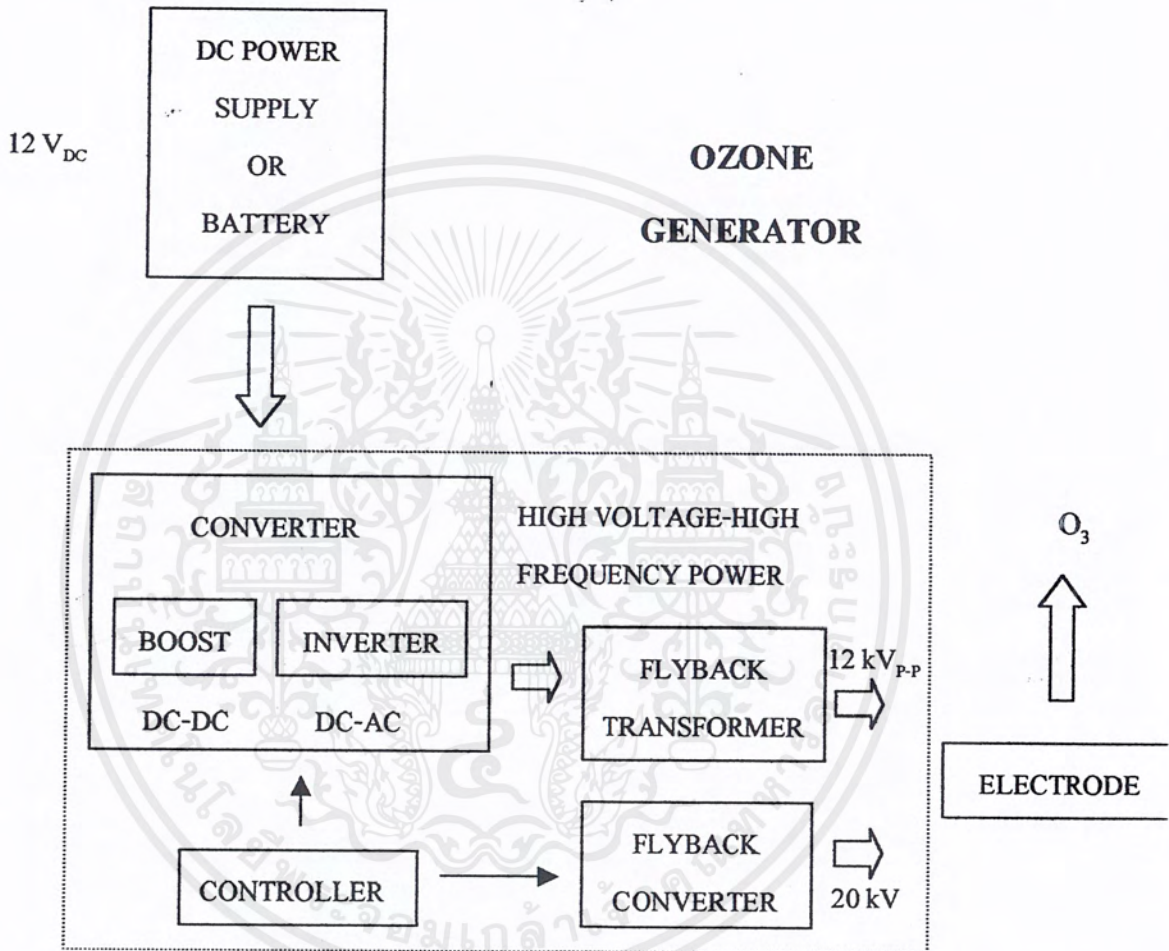 DC POWER
SUPPLY
OR
BATTERY
12 V_DC
OZONE
GENERATOR
CONVERTER
BOOST
INVERTER
DC-DC
DC-AC
HIGH VOLTAGE-HIGH
FREQUENCY POWER
FLYBACK
TRANSFORMER
12 kV_P-P
O_3
ELECTRODE
CONTROLLER
FLYBACK
CONVERTER
20 kV